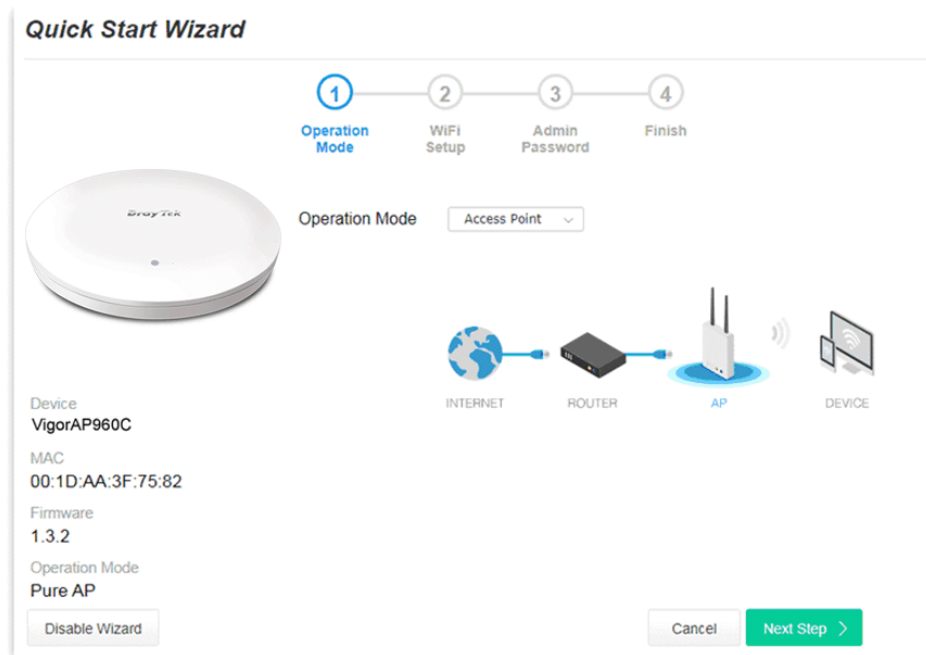 Quick Start Wizard
1
2
3
4
Operation
Mode
WiFi
Setup
Admin
Password
Finish
DrayTek
Operation Mode
Access Point
INTERNET
ROUTER
AP
DEVICE
Device
VigorAP960C
MAC
00:1D:AA:3F:75:82
Firmware
1.3.2
Operation Mode
Pure AP
Disable Wizard
Cancel
Next Step